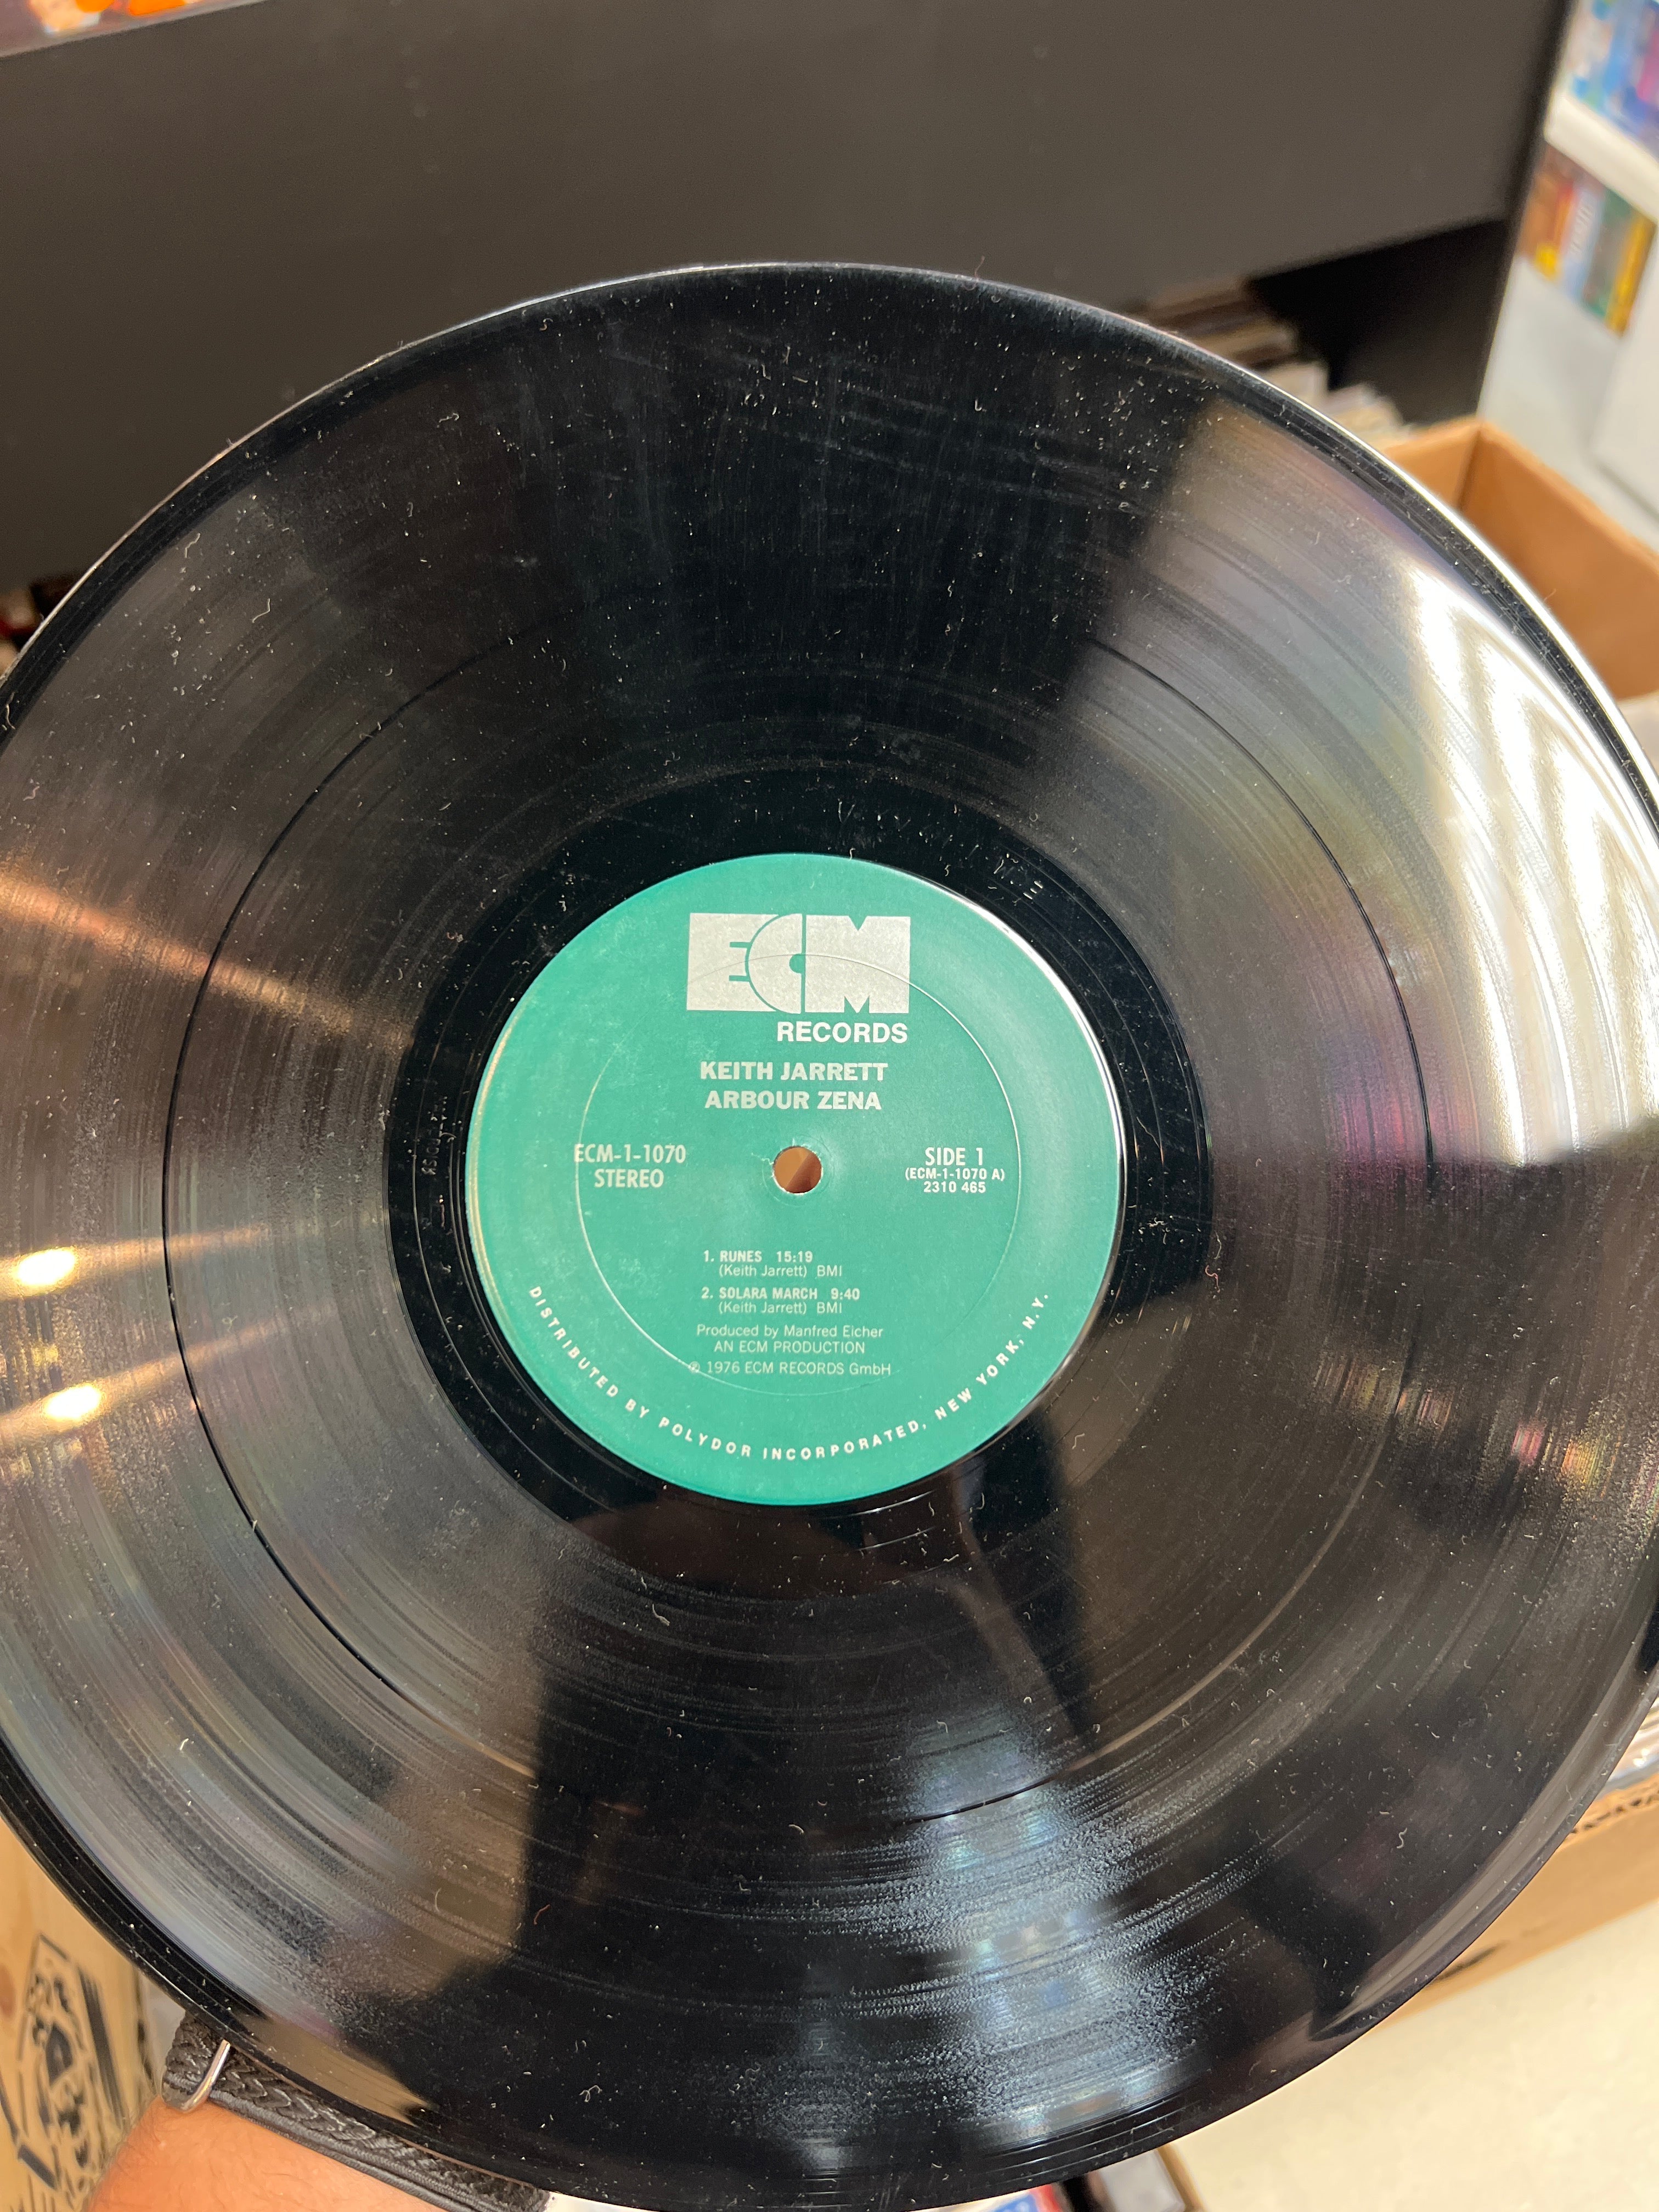 ECM
RECORDS
KEITH JARRETT
ARBOUR ZENA
ECM-1-1070
STEREO
SIDE 1
(ECM-1-1070 A)
2310 465
1. RUNES 15:19
(Keith Jarrett) BMI
2. SOLARA MARCH 9:40
(Keith Jarrett) BMI
Produced by Manfred Eicher
AN ECM PRODUCTION
℗ 1976 ECM RECORDS GmbH
DISTRIBUTED BY POLYDOR INCORPORATED, NEW YORK, N.Y.